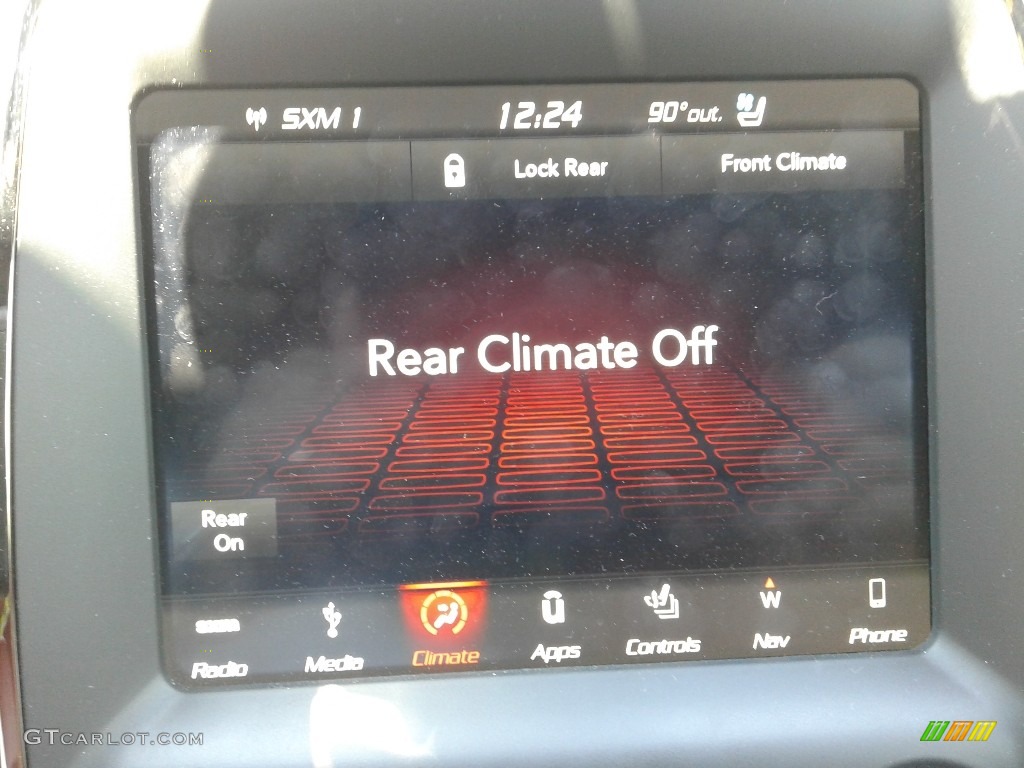 SXM 1 12:24 90° out.
Lock Rear Front Climate
Rear Climate Off
Rear
On
W
Radio Media Climate Apps Controls Nav Phone
GTCARLOT.COM